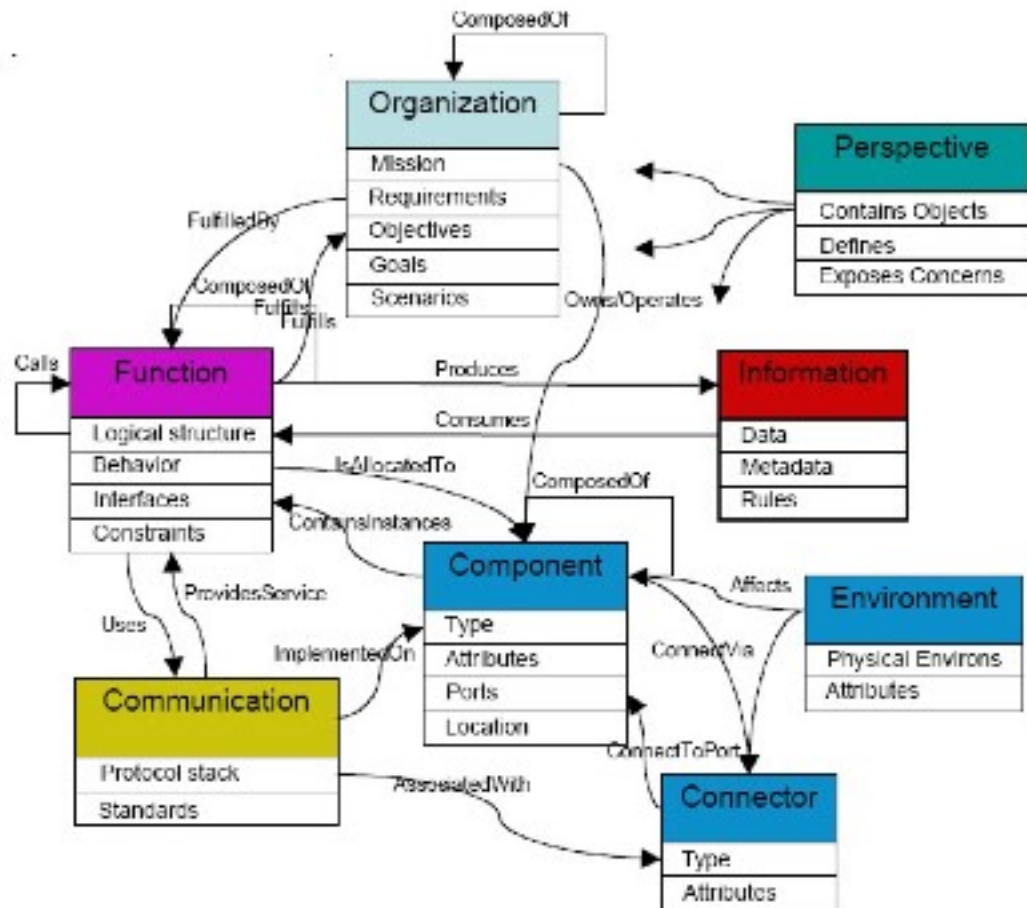 ComposedOf
Organization
Mission
Requirements
Objectives
Goals
Scenarios
Perspective
Contains Objects
Defines
Exposes Concerns
FulfilledBy
ComposedOf
Fulfills
Fulfills
Owns/Operates
Calls
Function
Logical structure
Behavior
Interfaces
Constraints
Produces
Consumes
Information
Data
Metadata
Rules
IsAllocatedTo
ComposedOf
ContainsInstances
Component
Type
Attributes
Ports
Location
Affects
Environment
Physical Environs
Attributes
ProvidesService
Uses
ImplementedOn
ConnectVia
Communication
Protocol stack
Standards
ConnectToPort
AssociatedWith
Connector
Type
Attributes